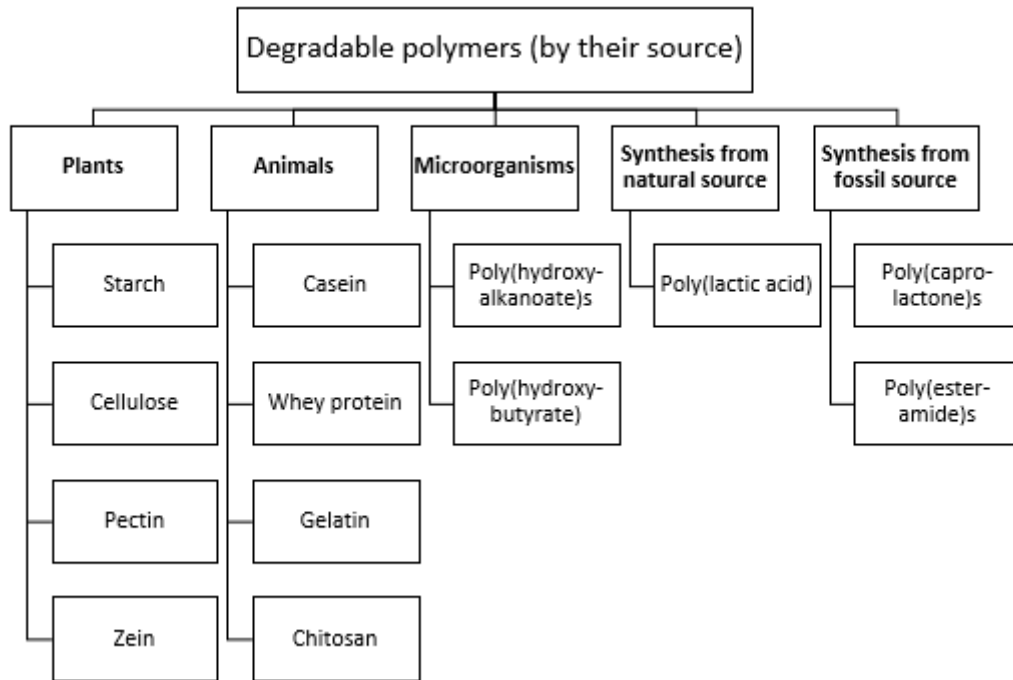 Degradable polymers (by their source)
Plants
Animals
Microorganisms
Synthesis from
natural source
Synthesis from
fossil source
Starch
Cellulose
Pectin
Zein
Casein
Whey protein
Gelatin
Chitosan
Poly(hydroxy-
alkanoate)s
Poly(hydroxy-
butyrate)
Poly(lactic acid)
Poly(capro-
lactone)s
Poly(ester-
amide)s